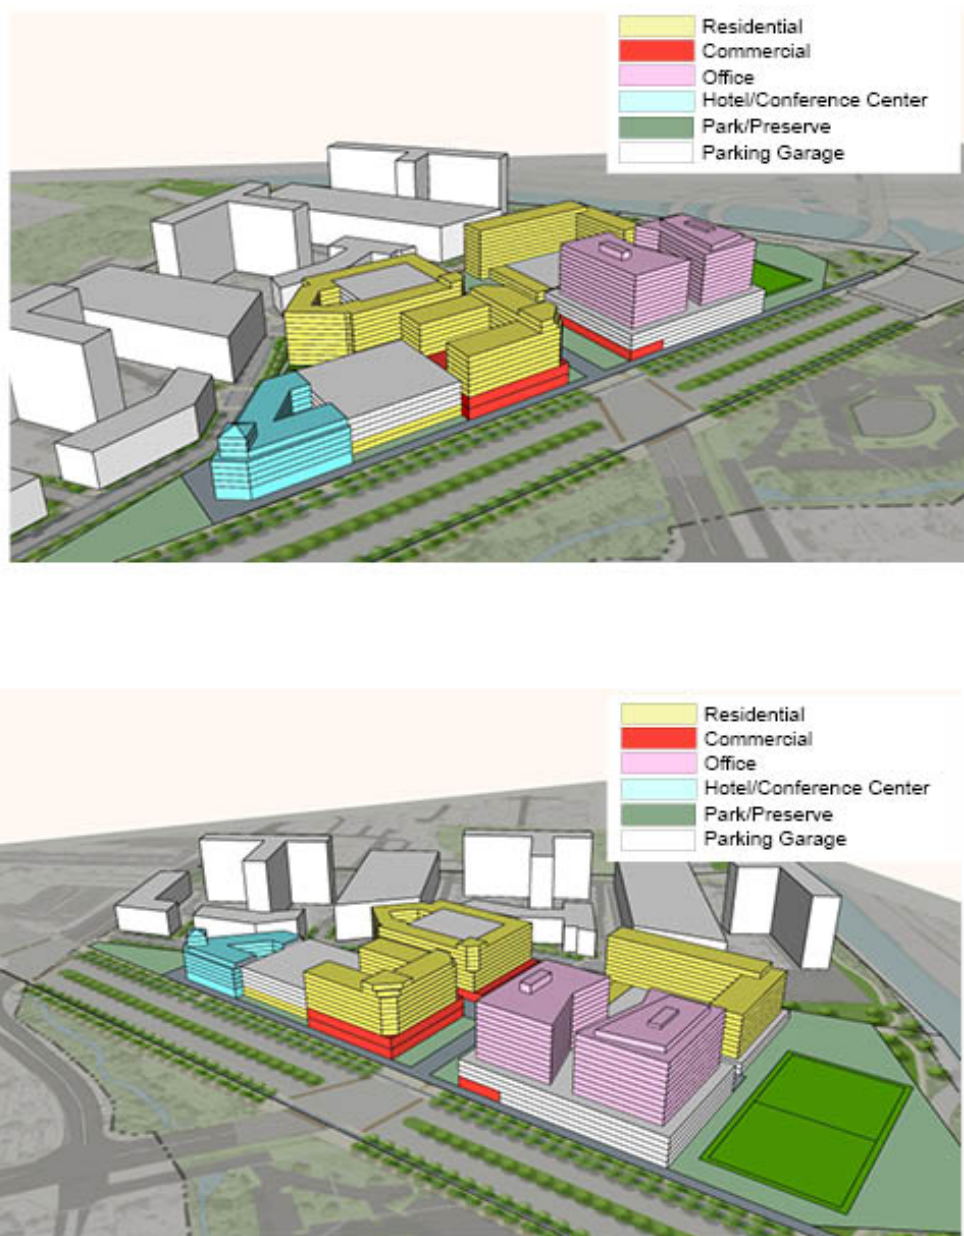 Residential
Commercial
Office
Hotel/Conference Center
Park/Preserve
Parking Garage
Residential
Commercial
Office
Hotel/Conference Center
Park/Preserve
Parking Garage